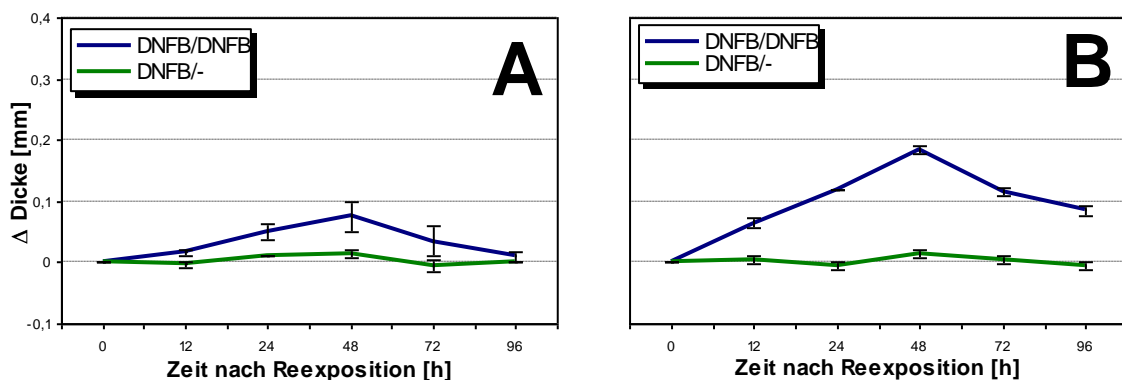 0,4
0,3
0,2
0,1
0
-0,1
Δ Dicke [mm]
DNFB/DNFB
DNFB/-
A
0 12 24 48 72 96
Zeit nach Reexposition [h]
DNFB/DNFB
DNFB/-
B
0 12 24 48 72 96
Zeit nach Reexposition [h]